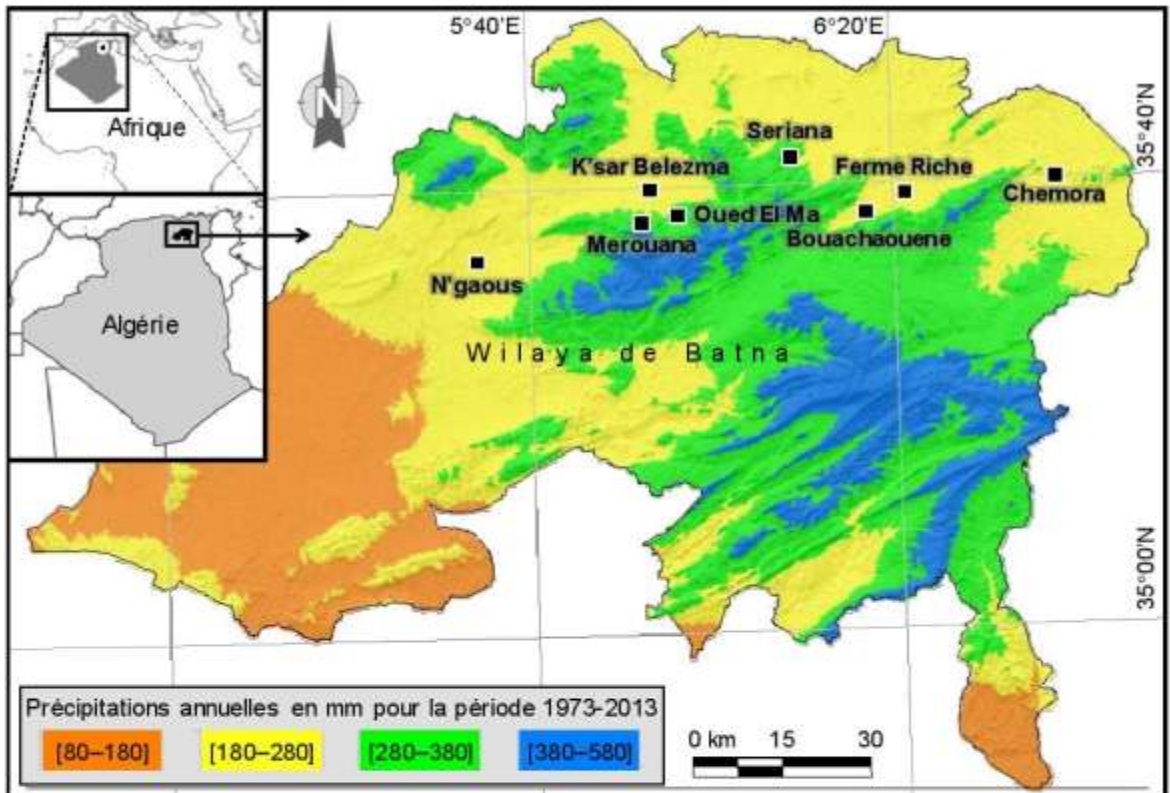 5°40'E
6°20'E
N
Afrique
35°40'N
Seriana
K'sar Belezma
Ferme Riche
Chemora
Oued El Ma
Merouana
Bouachaouene
N'gaous
Algérie
Wilaya de Batna
35°00'N
Précipitations annuelles en mm pour la période 1973-2013
[80–180] [180–280] [280–380] [380–580]
0 km 15 30